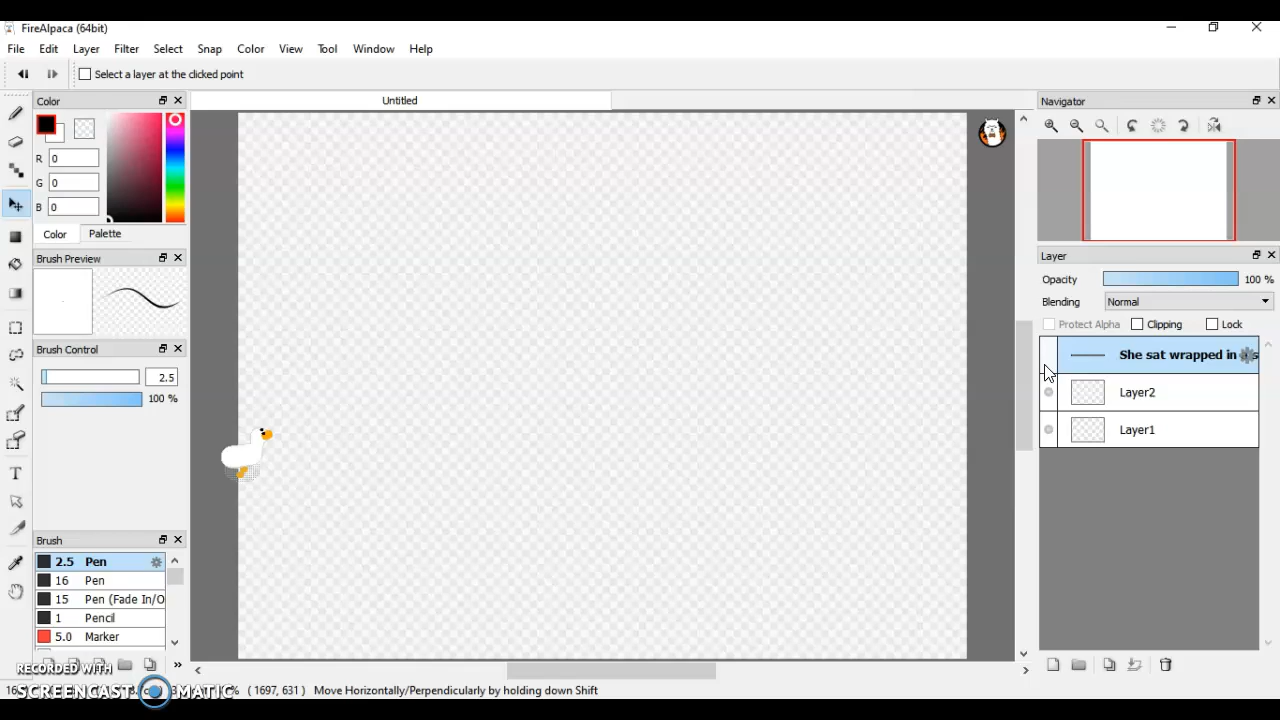 FireAlpaca (64bit)
File Edit Layer Filter Select Snap Color View Tool Window Help
Select a layer at the clicked point
Color
Untitled
Navigator
R 0
G 0
B 0
Color Palette
Brush Preview
Layer
Opacity 100 %
Blending Normal
Protect Alpha Clipping Lock
Brush Control
She sat wrapped in
2.5
100 %
Layer2
Layer1
T
Brush
2.5 Pen
16 Pen
15 Pen (Fade In/O
1 Pencil
5.0 Marker
RECORDED WITH
SCREENCAST MATIC
% (1697, 631) Move Horizontally/Perpendicularly by holding down Shift